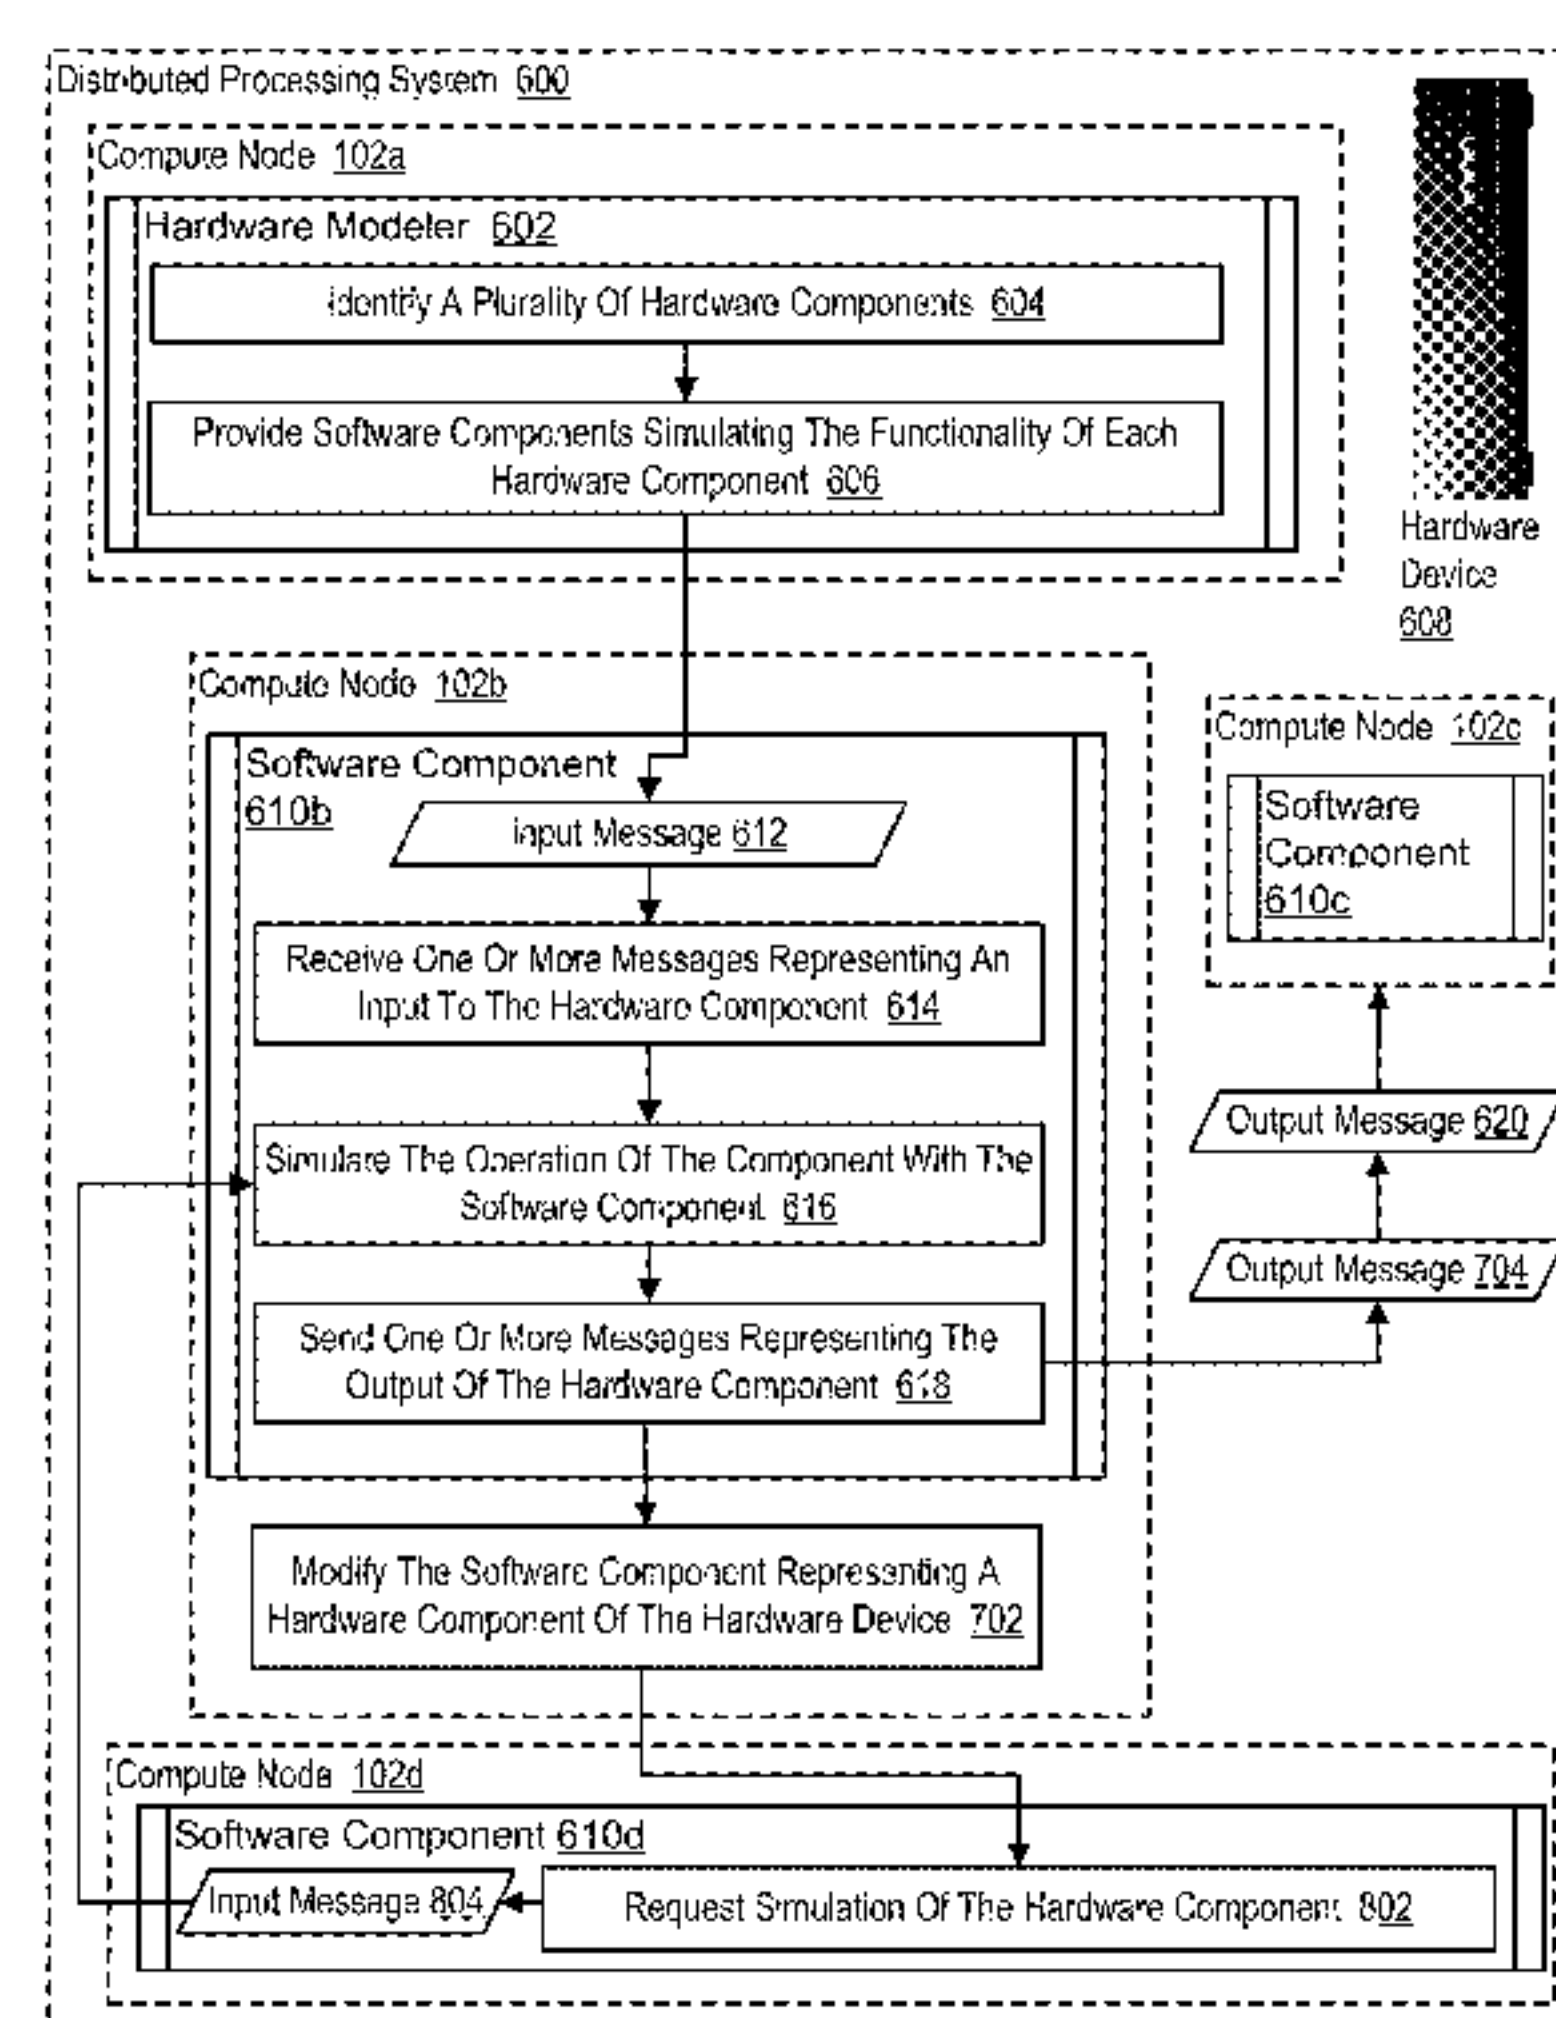 Distributed Processing System 600
Compute Node 102a
Hardware Modeler 602
Identify A Plurality Of Hardware Components 604
Provide Software Components Simulating The Functionality Of Each
Hardware Component 606
Hardware
Device
608
Compute Node 102b
Software Component
610b
Input Message 612
Receive One Or More Messages Representing An
Input To The Hardware Component 614
Simulate The Operation Of The Component With The
Software Component 616
Send One Or More Messages Representing The
Output Of The Hardware Component 618
Modify The Software Component Representing A
Hardware Component Of The Hardware Device 702
Compute Node 102c
Software
Component
610c
Output Message 620
Output Message 704
Compute Node 102d
Software Component 610d
Input Message 804
Request Simulation Of The Hardware Component 802